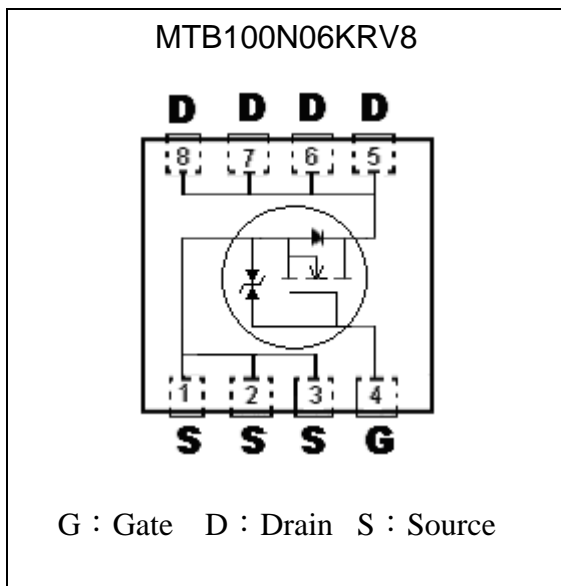 MTB100N06KRV8
D D D D
8 7 6 5
1 2 3 4
S S S G
G：Gate D：Drain S：Source